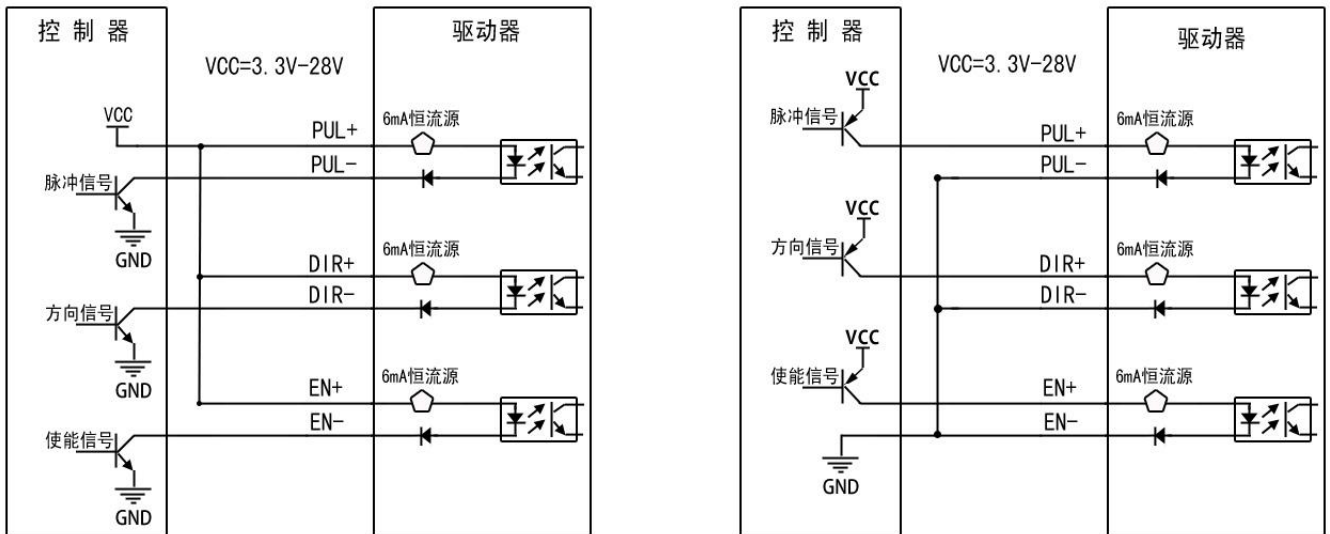 控 制 器
VCC=3. 3V-28V
驱动器
VCC
PUL+
6mA恒流源
PUL-
脉冲信号
GND
DIR+
6mA恒流源
DIR-
方向信号
GND
EN+
6mA恒流源
EN-
使能信号
GND
控 制 器
VCC=3. 3V-28V
驱动器
VCC
脉冲信号
PUL+
6mA恒流源
PUL-
VCC
方向信号
DIR+
6mA恒流源
DIR-
VCC
使能信号
EN+
6mA恒流源
EN-
GND